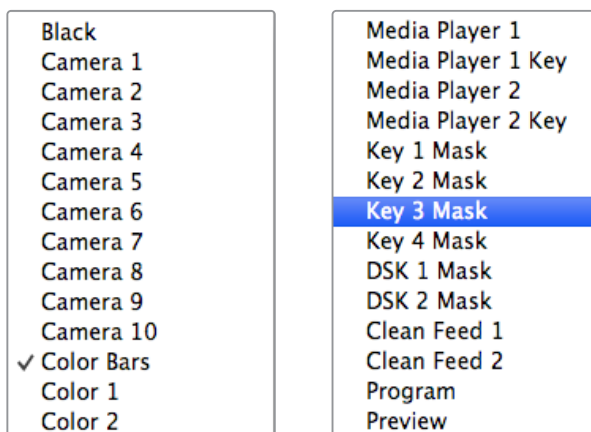 Black
Camera 1
Camera 2
Camera 3
Camera 4
Camera 5
Camera 6
Camera 7
Camera 8
Camera 9
Camera 10
✓ Color Bars
Color 1
Color 2
Media Player 1
Media Player 1 Key
Media Player 2
Media Player 2 Key
Key 1 Mask
Key 2 Mask
Key 3 Mask
Key 4 Mask
DSK 1 Mask
DSK 2 Mask
Clean Feed 1
Clean Feed 2
Program
Preview